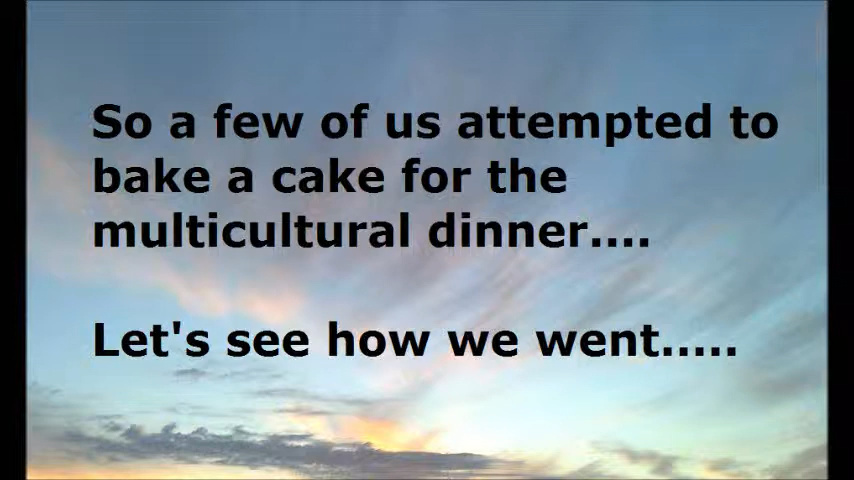 So a few of us attempted to
bake a cake for the
multicultural dinner....
Let's see how we went.....